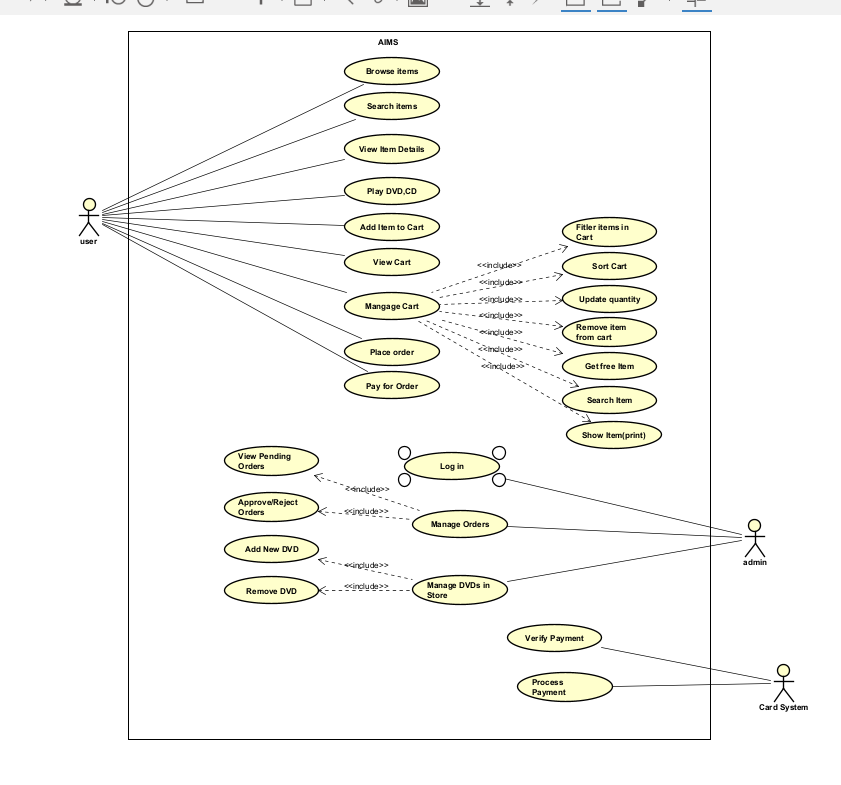 AIMS
Browse items
Search items
View Item Details
Play DVD,CD
Add Item to Cart
View Cart
Mangage Cart
Place order
Pay for Order
user
<<include>>
<<include>>
<<include>>
<<include>>
<<include>>
<<include>>
<<include>>
Fitler items in
Cart
Sort Cart
Update quantity
Remove item
from cart
Get free Item
Search Item
Show Item(print)
View Pending
Orders
Approve/Reject
Orders
Add New DVD
Remove DVD
<<include>>
<<include>>
<<include>>
<<include>>
Log in
Manage Orders
Manage DVDs in
Store
admin
Verify Payment
Process
Payment
Card System